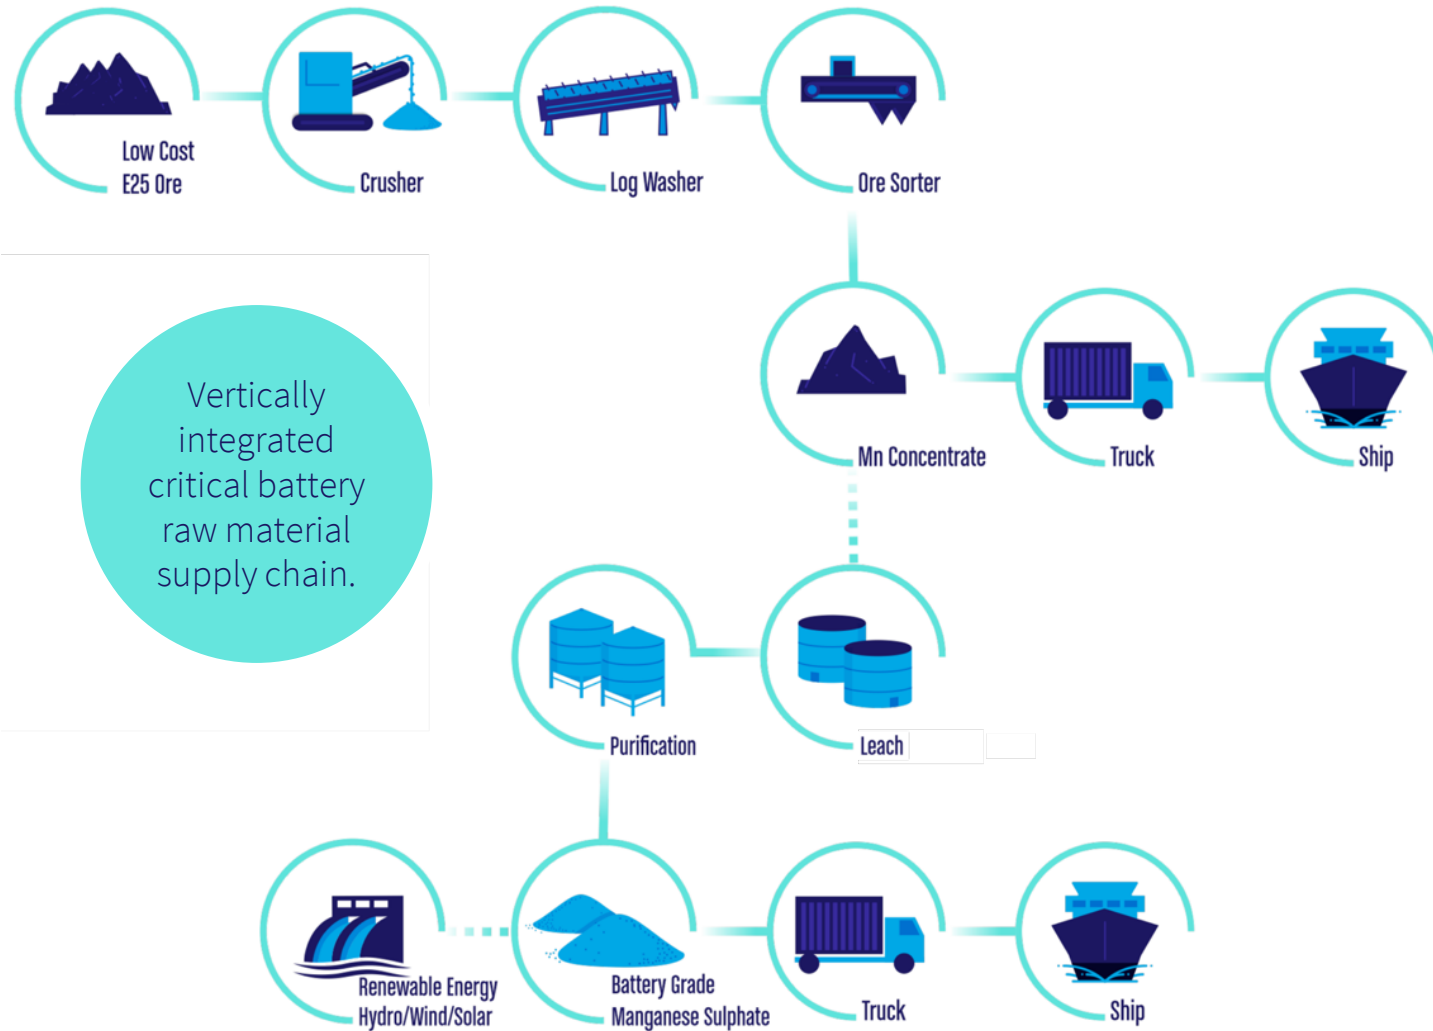 Low Cost
E25 Ore
Crusher
Log Washer
Ore Sorter
Vertically
integrated
critical battery
raw material
supply chain.
Mn Concentrate
Truck
Ship
Purification
Leach
Renewable Energy
Hydro/Wind/Solar
Battery Grade
Manganese Sulphate
Truck
Ship